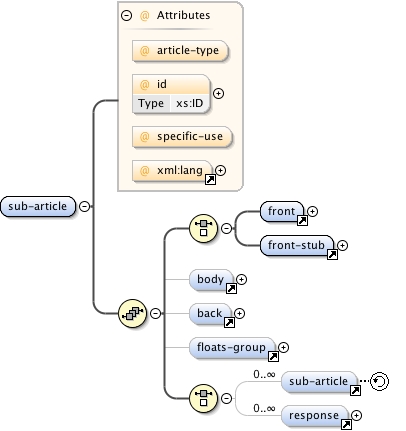 @ Attributes
@ article-type
@ id
Type xs:ID
@ specific-use
@ xml:lang
sub-article
front
front-stub
body
back
floats-group
0..∞
sub-article
0..∞
response